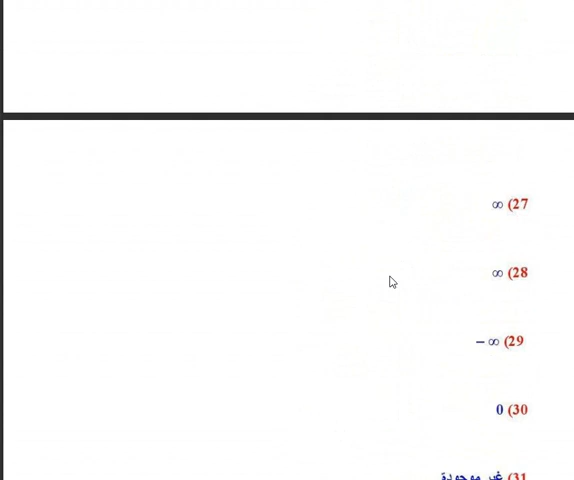 27) ∞
28) ∞
29) ∞ −
30) 0
31) غير موجودة